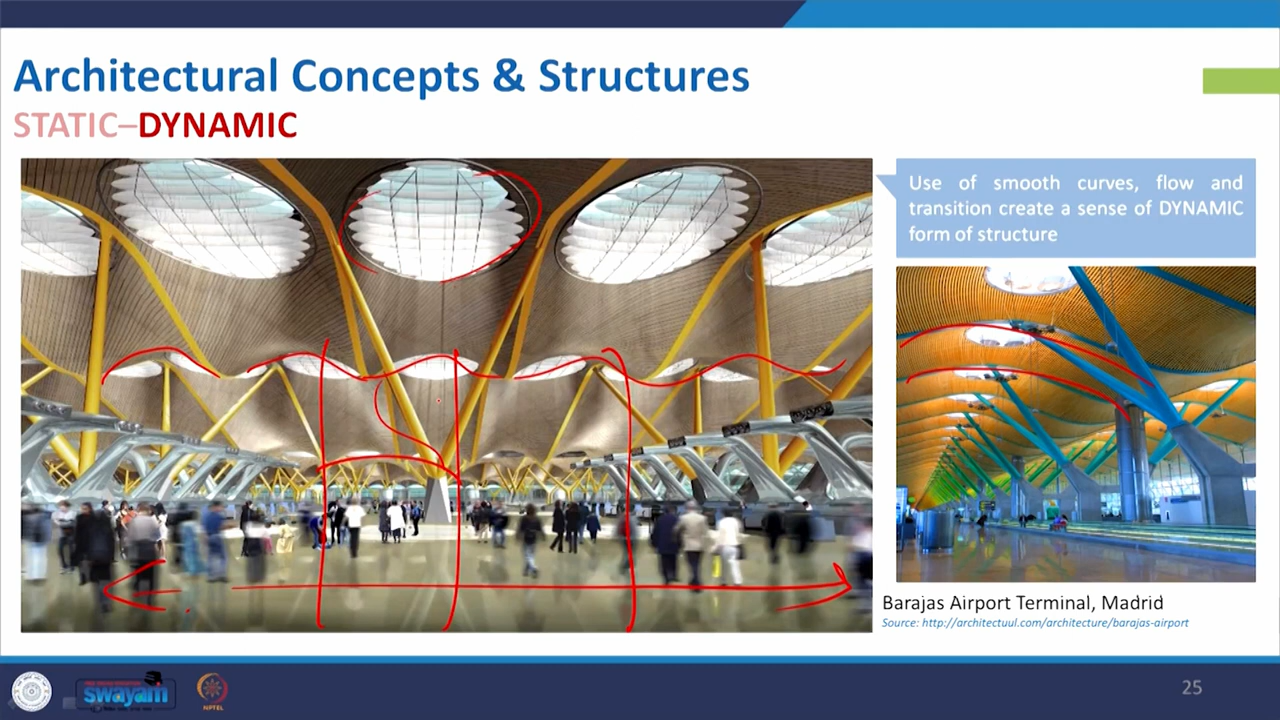 Architectural Concepts & Structures
STATIC–DYNAMIC
Use of smooth curves, flow and
transition create a sense of DYNAMIC
form of structure
Barajas Airport Terminal, Madrid
Source: http://architectuul.com/architecture/barajas-airport
swayam
NPTEL
25